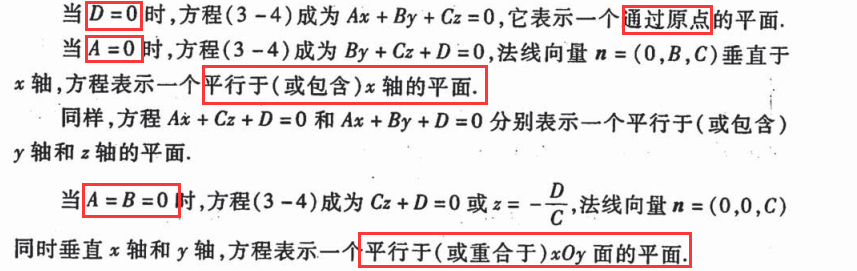 当 D = 0 时,方程(3-4)成为 Ax + By + Cz = 0,它表示一个通过原点的平面.
当 A = 0 时,方程(3-4)成为 By + Cz + D = 0,法线向量 n = (0,B,C)垂直于
x 轴,方程表示一个平行于(或包含)x 轴的平面.
同样,方程 Ax + Cz + D = 0 和 Ax + By + D = 0 分别表示一个平行于(或包含)
y 轴和 z 轴的平面.
当 A = B = 0 时,方程(3-4)成为 Cz + D = 0 或 z = -D/C,法线向量 n = (0,0,C)
同时垂直 x 轴和 y 轴,方程表示一个平行于(或重合于)xOy 面的平面.